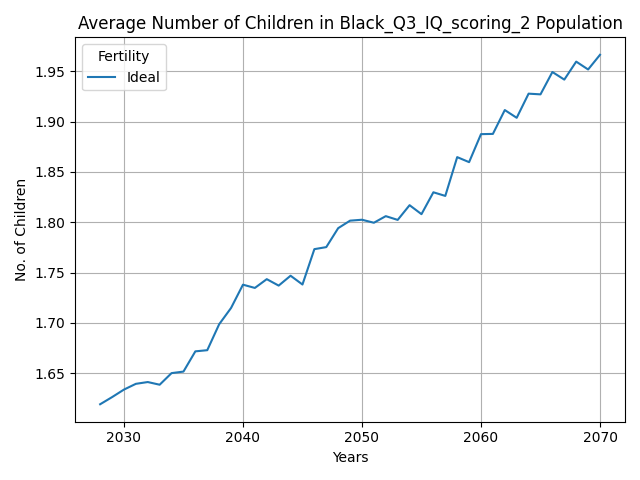 Average Number of Children in Black_Q3_IQ_scoring_2 Population
Fertility
Ideal
No. of Children
1.95
1.90
1.85
1.80
1.75
1.70
1.65
2030 2040 2050 2060 2070
Years